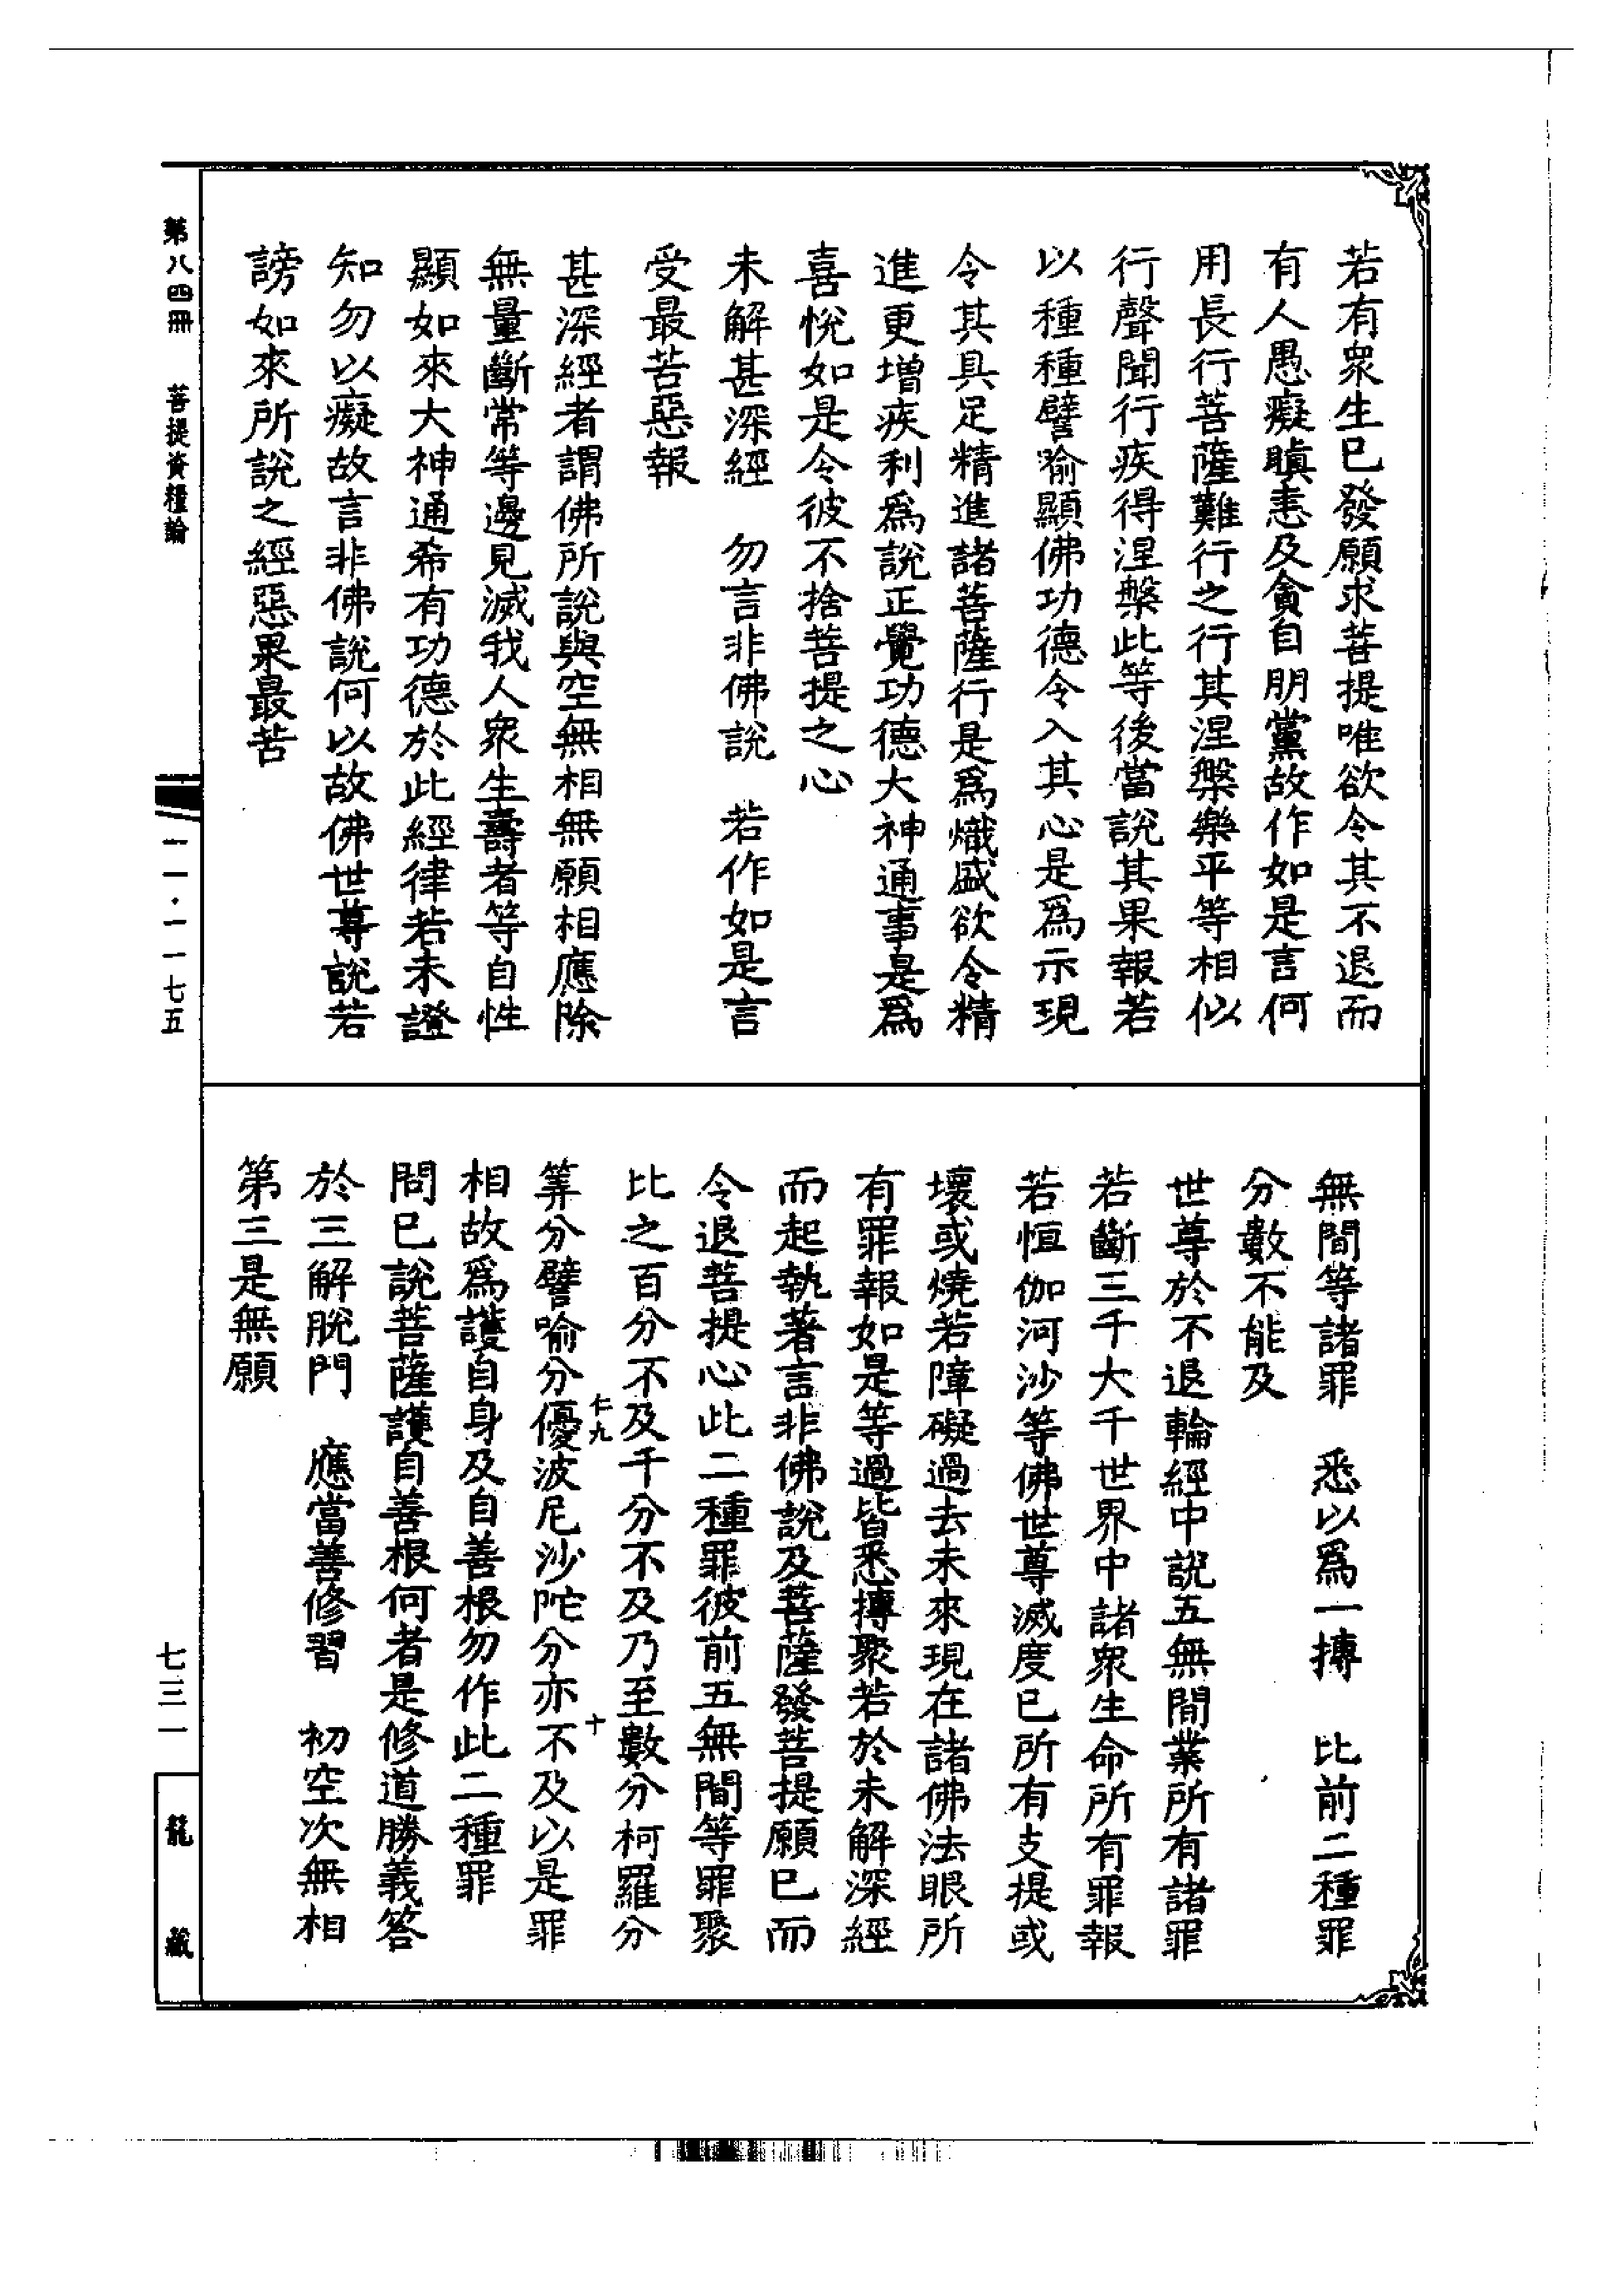 若有衆生已發願求菩提唯欲令其不退而
有人愚癡瞋恚及貪自朋黨故作如是言何
用長行菩薩難行之行其涅槃樂平等相似
行聲聞行疾得涅槃此等後當說其果報若
以種種譬喻顯佛功德令入其心是爲示現
令其具足精進諸菩薩行是爲熾盛欲令精
進更增疾利爲說正覺功德大神通事是爲
喜悅如是令彼不捨菩提之心
未解甚深經　勿言非佛說　若作如是言
受最苦惡報
甚深經者謂佛所說與空無相無願相應除
無量斷常等邊見滅我人衆生壽者等自性
顯如來大神通希有功德於此經律若未證
知勿以癡故言非佛說何以故佛世尊說若
謗如來所說之經惡果最苦
無間等諸罪　悉以爲一摶　比前二種罪
分數不能及
世尊於不退輪經中說五無間業所有諸罪
若斷三千大千世界中諸衆生命所有罪報
若恒伽河沙等佛世尊滅度已所有支提或
壞或燒若障礙過去未來現在諸佛法眼所
有罪報如是等過皆悉摶聚若於未解深經
而起執著言非佛說及菩薩發菩提願已而
令退菩提心此二種罪彼前五無間等罪聚
比之百分不及千分不及乃至數分柯羅分
仁九
十
筭分譬喻分優波尼沙陀分亦不及以是罪
相故爲護自身及自善根勿作此二種罪
問已說菩薩護自善根何者是修道勝義答
於三解脫門　應當善修習　初空次無相
第三是無願
第八四冊　菩提資糧論
一一·一一七五
七三一
龍藏